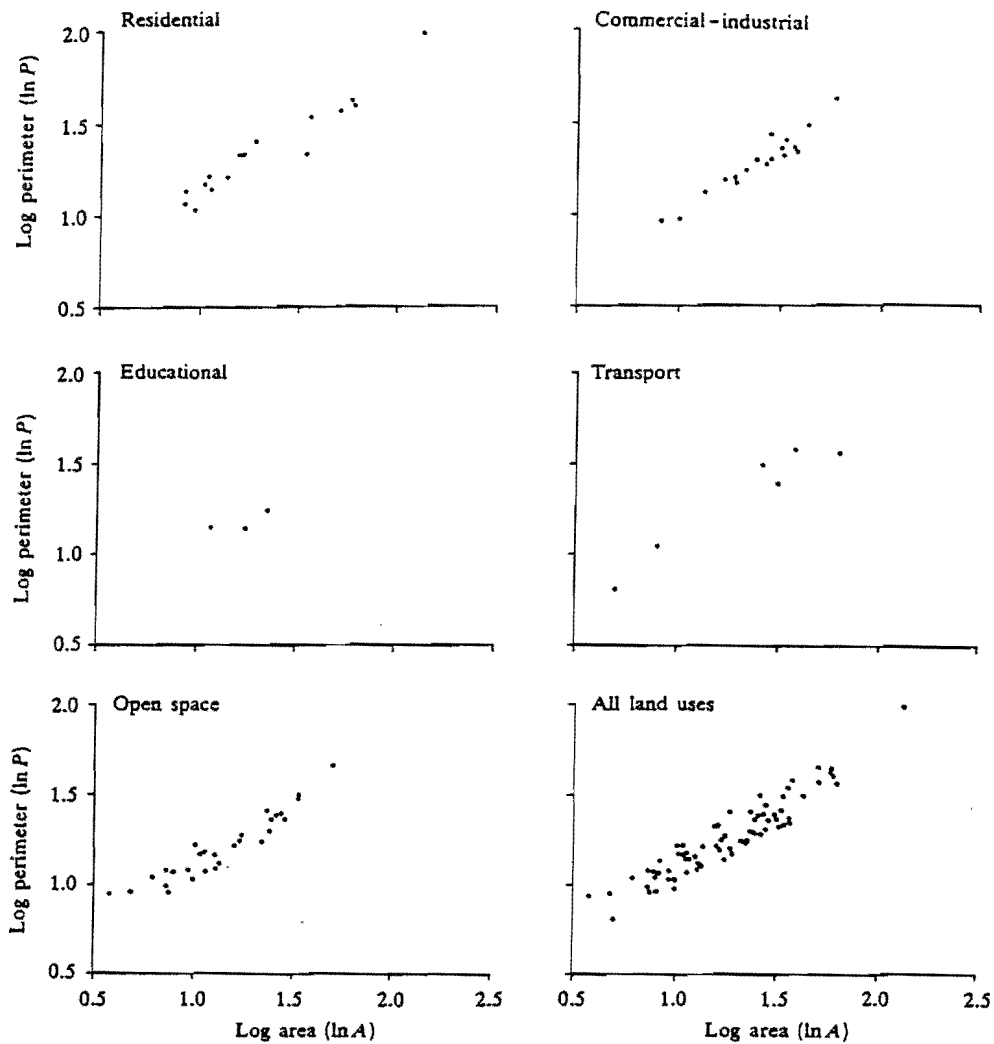 Residential
Commercial-industrial
2.0
1.5
1.0
0.5
Log perimeter (ln P)
Educational
Transport
2.0
1.5
1.0
0.5
Log perimeter (ln P)
Open space
All land uses
2.0
1.5
1.0
0.5
Log perimeter (ln P)
0.5 1.0 1.5 2.0 2.5
0.5 1.0 1.5 2.0 2.5
Log area (ln A)
Log area (ln A)